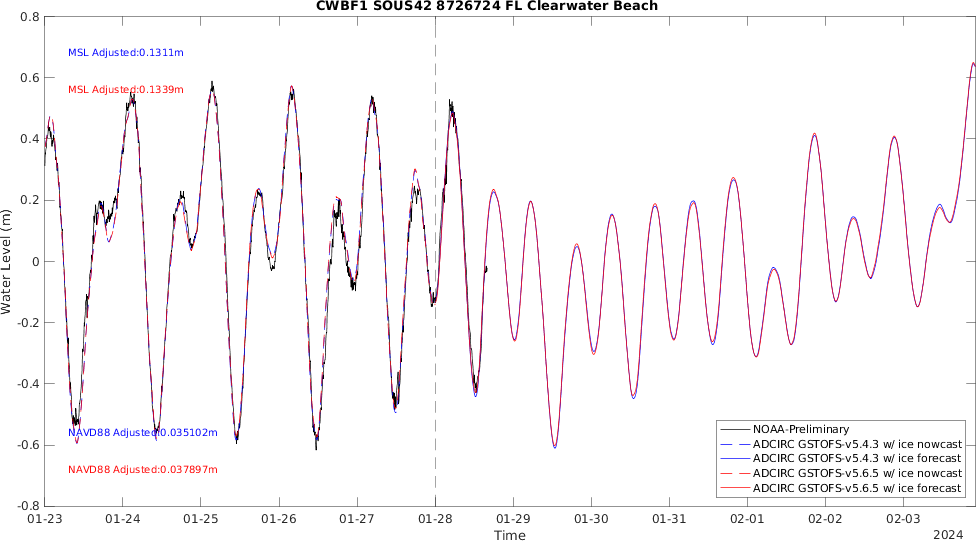 CWBF1 SOUS42 8726724 FL Clearwater Beach
0.8
0.6
0.4
0.2
0
-0.2
-0.4
-0.6
-0.8
Water Level (m)
MSL Adjusted:0.1311m
MSL Adjusted:0.1339m
NAVD88 Adjusted:0.035102m
NAVD88 Adjusted:0.037897m
NOAA-Preliminary
ADCIRC GSTOFS-v5.4.3 w/ ice nowcast
ADCIRC GSTOFS-v5.4.3 w/ ice forecast
ADCIRC GSTOFS-v5.6.5 w/ ice nowcast
ADCIRC GSTOFS-v5.6.5 w/ ice forecast
01-23 01-24 01-25 01-26 01-27 01-28 01-29 01-30 01-31 02-01 02-02 02-03
Time
2024